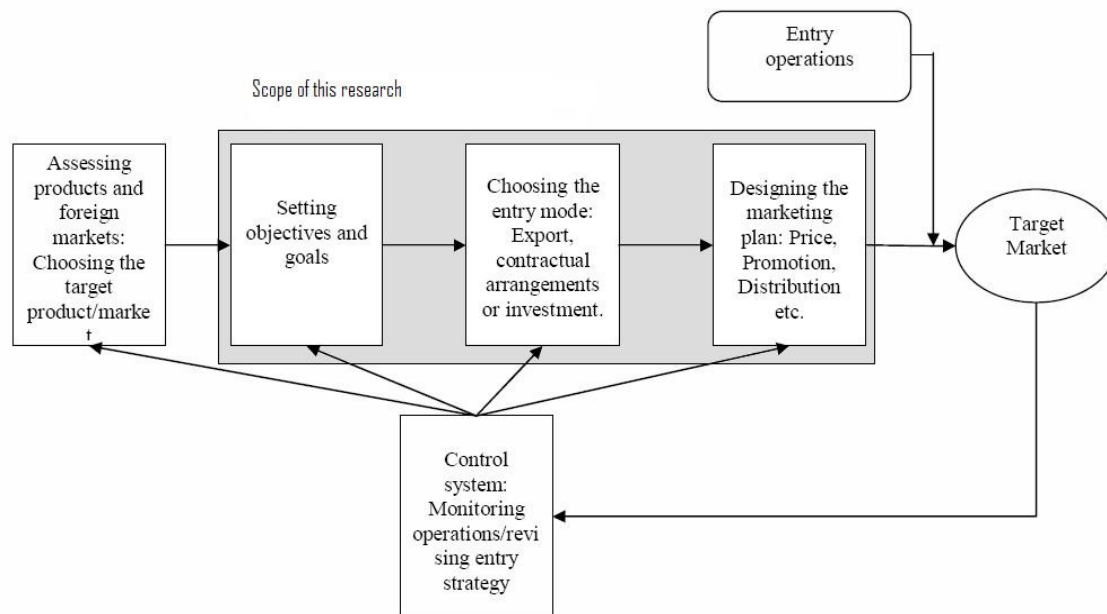 Entry
operations
Scope of this research
Assessing
products and
foreign
markets:
Choosing the
target
product/marke
t
Setting
objectives and
goals
Choosing the
entry mode:
Export,
contractual
arrangements
or investment.
Designing the
marketing
plan: Price,
Promotion,
Distribution
etc.
Target
Market
Control
system:
Monitoring
operations/revi
sing entry
strategy